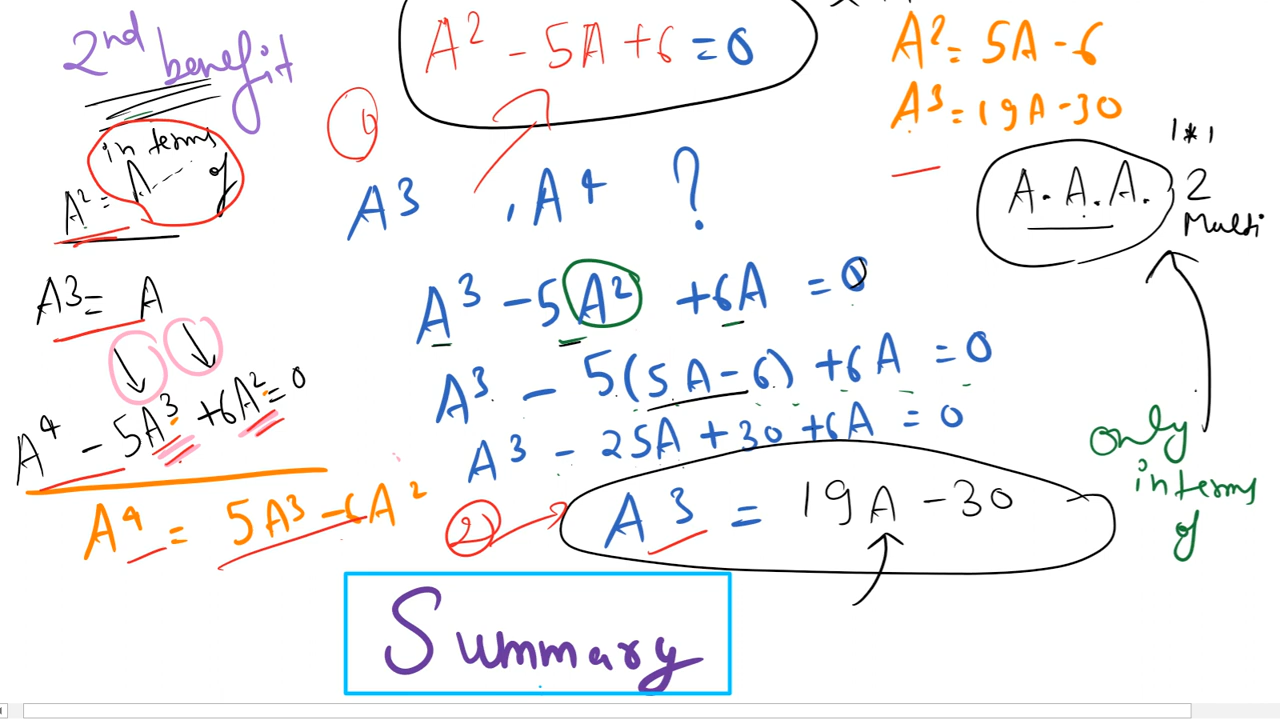 2nd benefit
A² - 5A + 6 = 0
A² = 5A - 6
A³ = 19A - 30
in terms of
A² = A ---
A³ , A⁴ ?
A.A.A.
1*1
2
Multi
A³ = A
A³ - 5A² + 6A = 0
A³ - 5(5A-6) + 6A = 0
A⁴ - 5A³ + 6A² = 0
A³ - 25A + 30 + 6A = 0
only
in terms
of
A⁴ = 5A³ - 6A²
2) A³ = 19A - 30
Summary